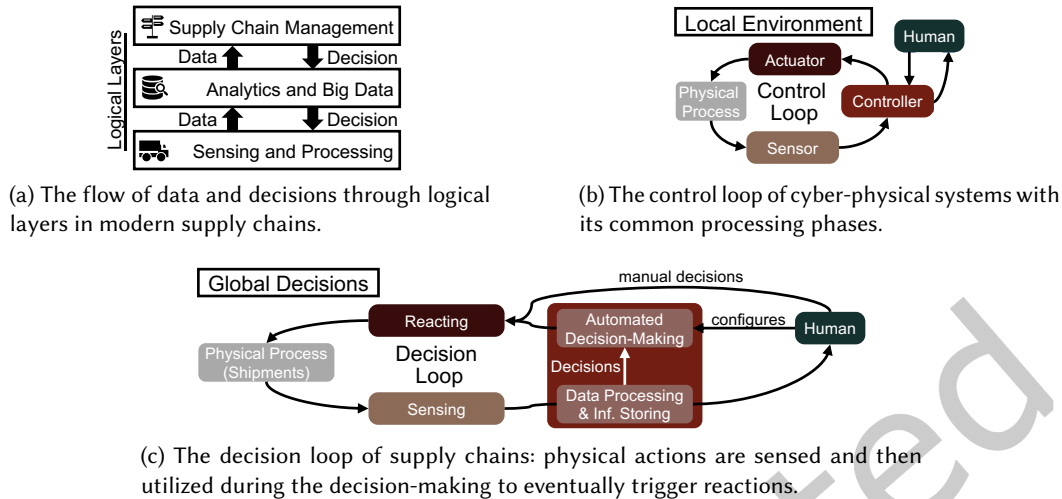 Logical Layers
Supply Chain Management
Data
Decision
Analytics and Big Data
Data
Decision
Sensing and Processing
(a) The flow of data and decisions through logical
layers in modern supply chains.
Local Environment
Human
Actuator
Physical
Process
Control
Loop
Controller
Sensor
(b) The control loop of cyber-physical systems with
its common processing phases.
Global Decisions
manual decisions
Reacting
Automated
Decision-Making
configures
Human
Physical Process
(Shipments)
Decision
Loop
Decisions
Sensing
Data Processing
& Inf. Storing
(c) The decision loop of supply chains: physical actions are sensed and then
utilized during the decision-making to eventually trigger reactions.